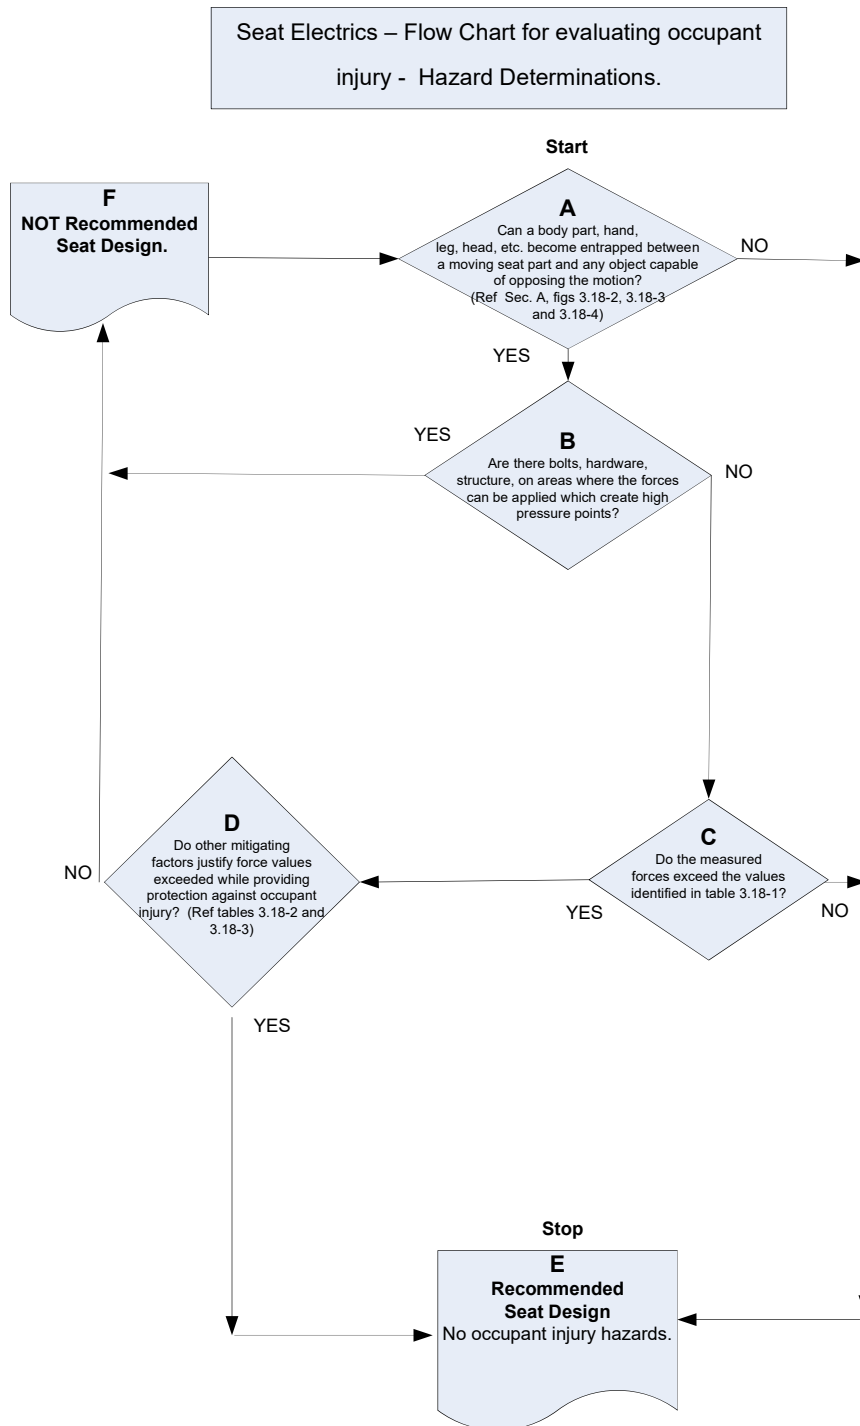 Seat Electrics – Flow Chart for evaluating occupant
injury -  Hazard Determinations.
Start
F
NOT Recommended
Seat Design.
A
Can a body part, hand,
leg, head, etc. become entrapped between
a moving seat part and any object capable
of opposing the motion?
(Ref  Sec. A, figs 3.18-2, 3.18-3
and 3.18-4)
NO
YES
YES
B
Are there bolts, hardware,
structure, on areas where the forces
can be applied which create high
pressure points?
NO
D
Do other mitigating
factors justify force values
exceeded while providing
protection against occupant
injury?  (Ref tables 3.18-2 and
3.18-3)
NO
C
Do the measured
forces exceed the values
identified in table 3.18-1?
YES
NO
YES
Stop
E
Recommended
Seat Design
No occupant injury hazards.